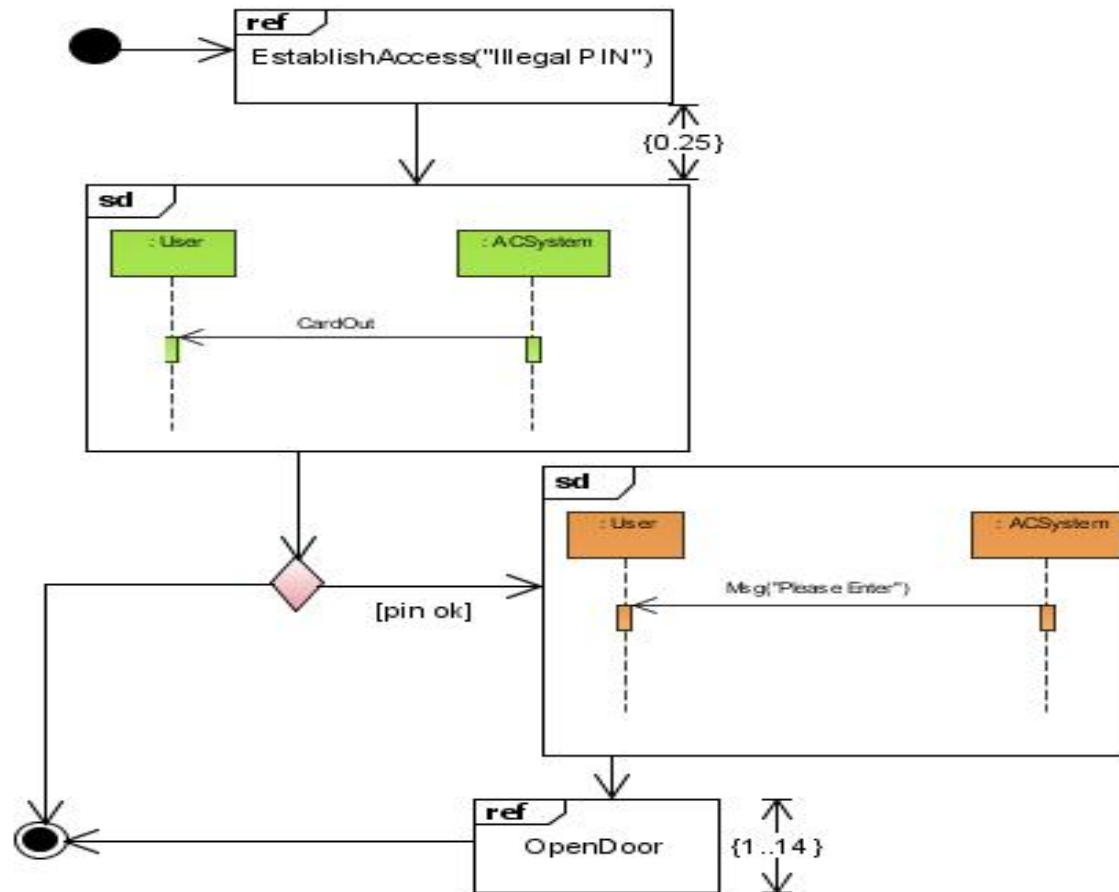 ref
EstablishAccess("Illegal PIN")
{0.25}
sd
: User
: ACSystem
CardOut
sd
: User
: ACSystem
Msg("Please Enter")
[pin ok]
ref
OpenDoor
{1..14 }